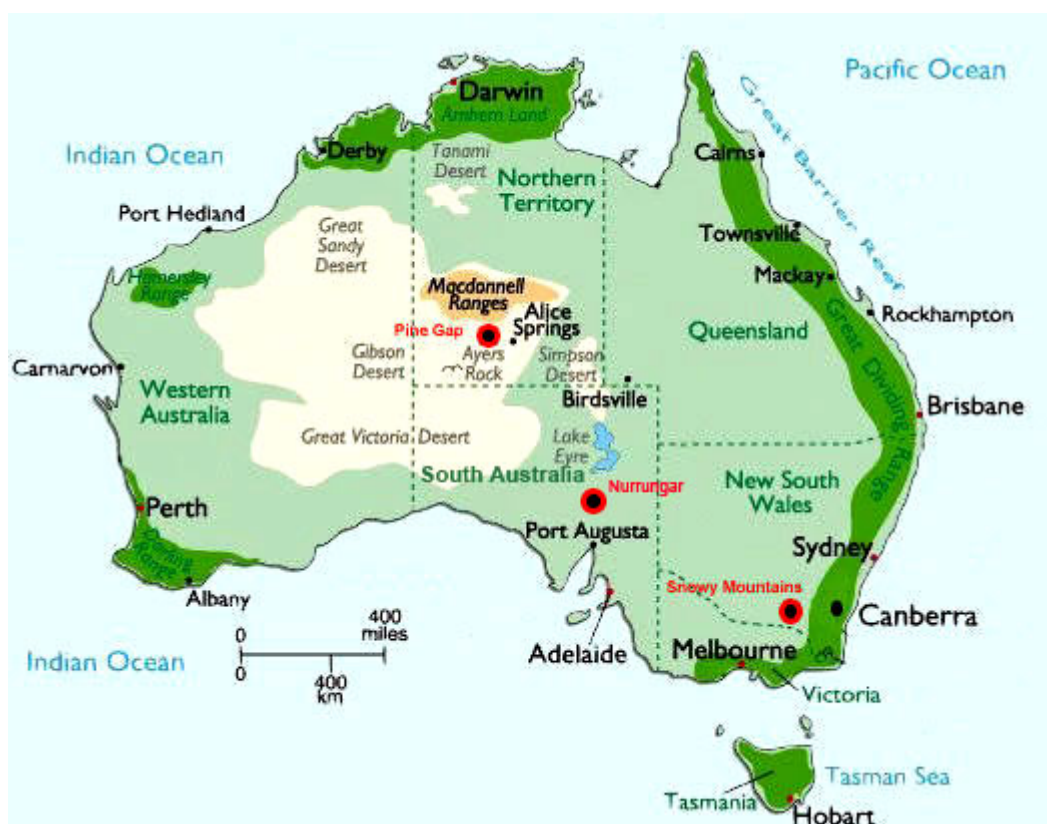 Pacific Ocean
Darwin
Arnhem Land
Great Barrier Reef
Indian Ocean
Derby
Tanami
Desert
Cairns
Northern
Territory
Port Hedland
Great
Sandy
Desert
Townsville
Hamersley
Range
Macdonnell
Ranges
Mackay
Alice
Springs
Rockhampton
Pine Gap
Queensland
Gibson
Desert
Ayers
Rock
Simpson
Desert
Carnarvon
Western
Australia
Birdsville
Great Dividing Range
Brisbane
Great Victoria Desert
Lake
Eyre
South Australia
Nurrungar
New South
Wales
Perth
Port Augusta
Darling
Range
Sydney
Snowy Mountains
Albany
Canberra
0
400
miles
0
400
km
Indian Ocean
Adelaide
Melbourne
Victoria
Tasman Sea
Tasmania
Hobart